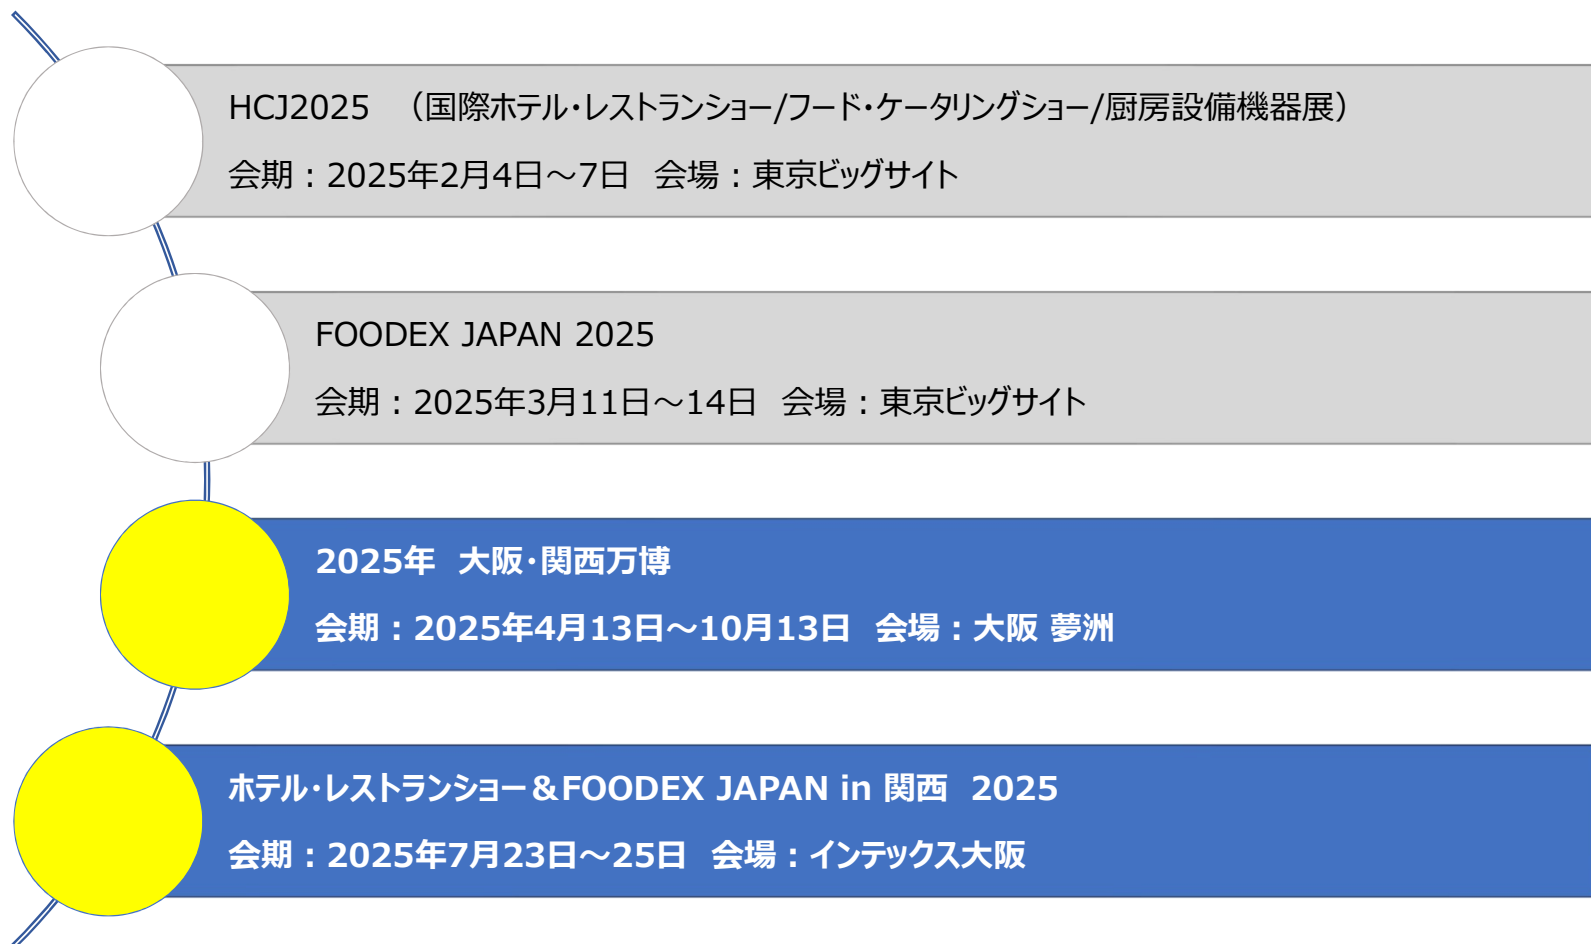 HCJ2025　（国際ホテル・レストランショー/フード・ケータリングショー/厨房設備機器展）
会期：2025年2月4日～7日　会場：東京ビッグサイト
FOODEX JAPAN 2025
会期：2025年3月11日～14日　会場：東京ビッグサイト
2025年　大阪・関西万博
会期：2025年4月13日～10月13日　会場：大阪 夢洲
ホテル・レストランショー＆FOODEX JAPAN in 関西　2025
会期：2025年7月23日～25日　会場：インテックス大阪